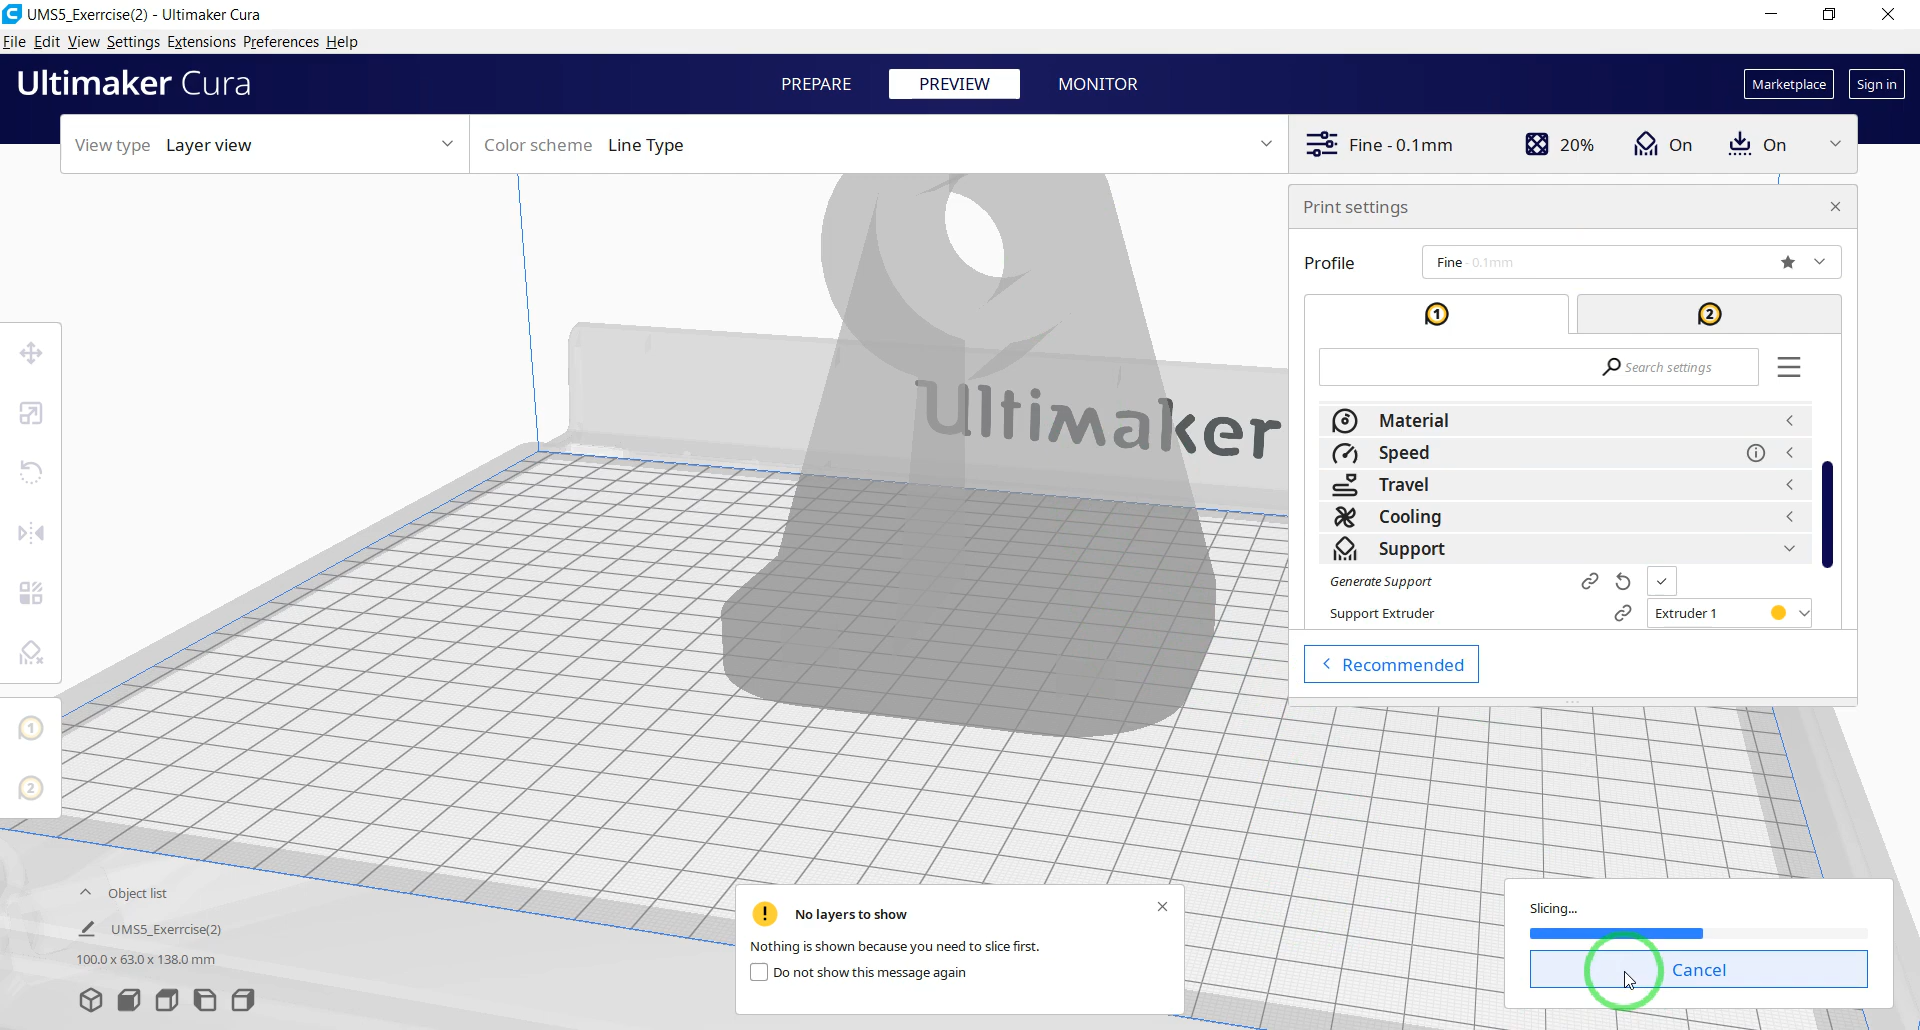 UMS5_Exerrcise(2) - Ultimaker Cura
File Edit View Settings Extensions Preferences Help
Ultimaker Cura
PREPARE
PREVIEW
MONITOR
Marketplace
Sign in
View type Layer view
Color scheme Line Type
Fine - 0.1mm
20%
On
On
Print settings
Profile
Fine - 0.1mm
1
2
Search settings
Material
Speed
Travel
Cooling
Support
Generate Support
Support Extruder
Extruder 1
Recommended
Ultimaker
1
2
Object list
UMS5_Exerrcise(2)
100.0 x 63.0 x 138.0 mm
No layers to show
Nothing is shown because you need to slice first.
Do not show this message again
Slicing...
Cancel